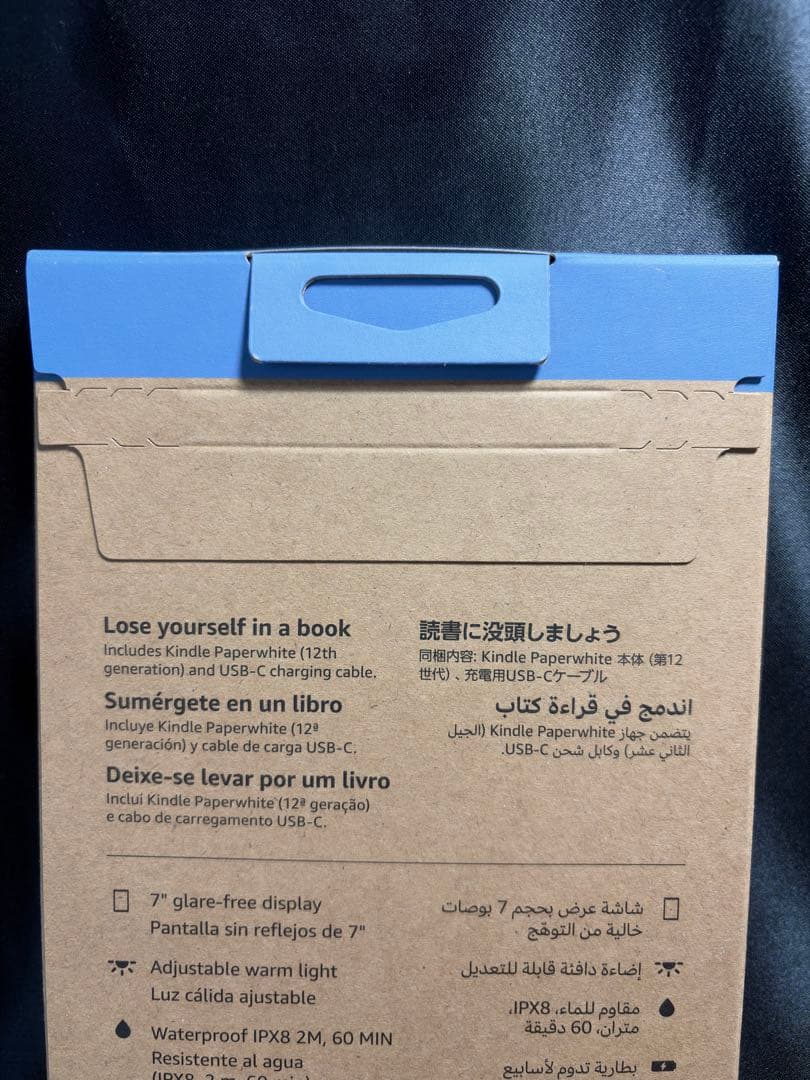 Lose yourself in a book
Includes Kindle Paperwhite (12th
generation) and USB-C charging cable.
Sumérgete en un libro
Incluye Kindle Paperwhite (12ª
generación) y cable de carga USB-C.
Deixe-se levar por um livro
Inclui Kindle Paperwhite (12ª geração)
e cabo de carregamento USB-C.
読書に没頭しましょう
同梱内容: Kindle Paperwhite 本体 (第12
世代) 、充電用USB-Cケーブル
اندمج في قراءة كتاب
يتضمن جهاز Kindle Paperwhite (الجيل
الثاني عشر) وكابل شحن USB-C.
7" glare-free display
Pantalla sin reflejos de 7"
Adjustable warm light
Luz cálida ajustable
Waterproof IPX8 2M, 60 MIN
Resistente al agua
(IPX8, 2 m, 60 min)
شاشة عرض بحجم 7 بوصات
خالية من التوهّج
إضاءة دافئة قابلة للتعديل
مقاوم للماء، IPX8،
متران، 60 دقيقة
بطارية تدوم لأسابيع